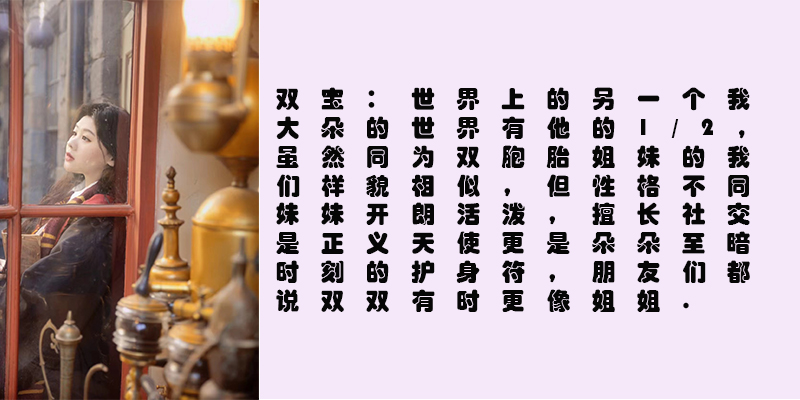 双宝：世界上的另一个我
大朵的世界有他的1/2，
虽然同为双胞胎姐妹的我
们样貌相似，但性格不同
妹妹开朗活泼，擅长社交
是正义天使更是朵朵至暗
时刻的护身符，朋友们都
说双双有时更像姐姐.